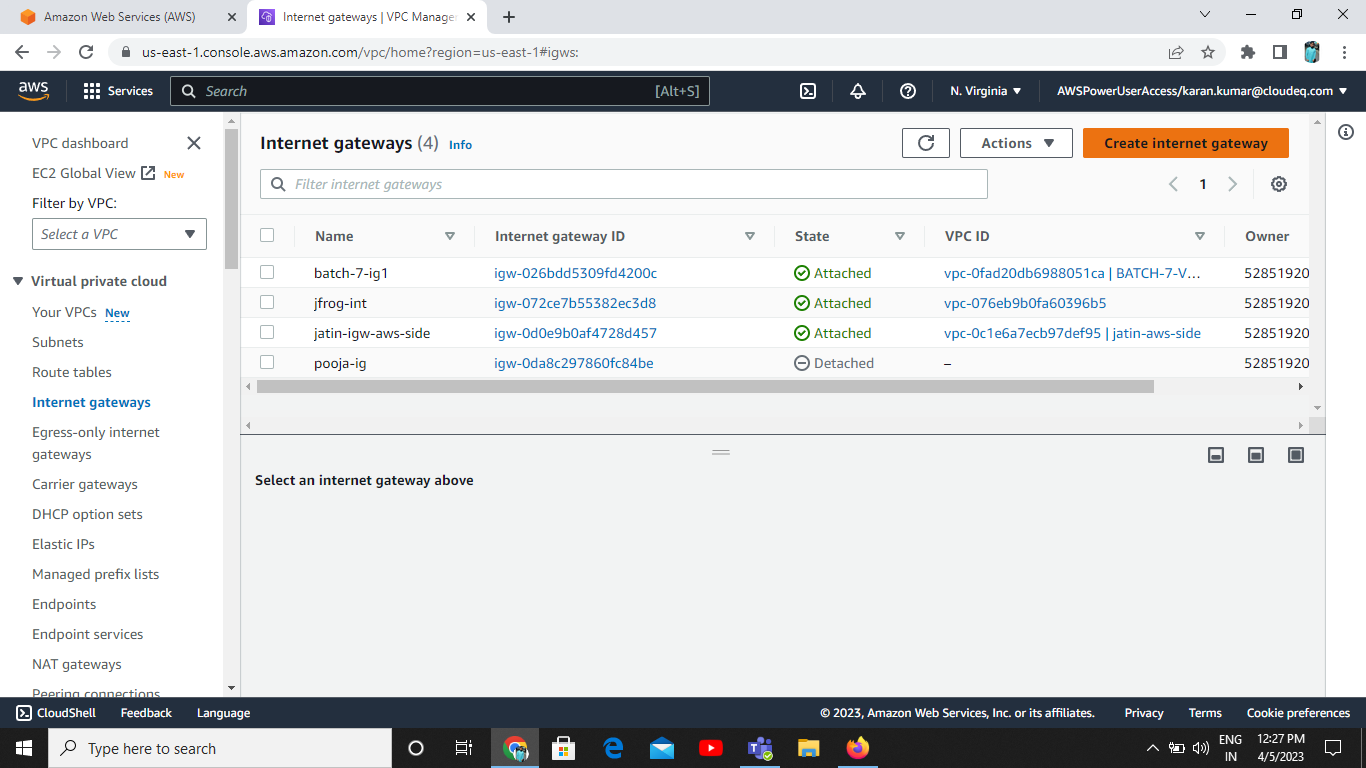 Amazon Web Services (AWS)
Internet gateways | VPC Manage
us-east-1.console.aws.amazon.com/vpc/home?region=us-east-1#igws:
aws
Services
Search
[Alt+S]
N. Virginia
AWSPowerUserAccess/karan.kumar@cloudeq.com
VPC dashboard
EC2 Global View
New
Filter by VPC:
Select a VPC
Virtual private cloud
Your VPCs New
Subnets
Route tables
Internet gateways
Egress-only internet
gateways
Carrier gateways
DHCP option sets
Elastic IPs
Managed prefix lists
Endpoints
Endpoint services
NAT gateways
Peering connections
Internet gateways (4) Info
Actions
Create internet gateway
Filter internet gateways
1
Name Internet gateway ID State VPC ID Owner
batch-7-ig1 igw-026bdd5309fd4200c Attached vpc-0fad20db6988051ca | BATCH-7-V... 52851920
jfrog-int igw-072ce7b55382ec3d8 Attached vpc-076eb9b0fa60396b5 52851920
jatin-igw-aws-side igw-0d0e9b0af4728d457 Attached vpc-0c1e6a7ecb97def95 | jatin-aws-side 52851920
pooja-ig igw-0da8c297860fc84be Detached – 52851920
Select an internet gateway above
CloudShell Feedback Language
© 2023, Amazon Web Services, Inc. or its affiliates. Privacy Terms Cookie preferences
Type here to search
ENG
IN
12:27 PM
4/5/2023